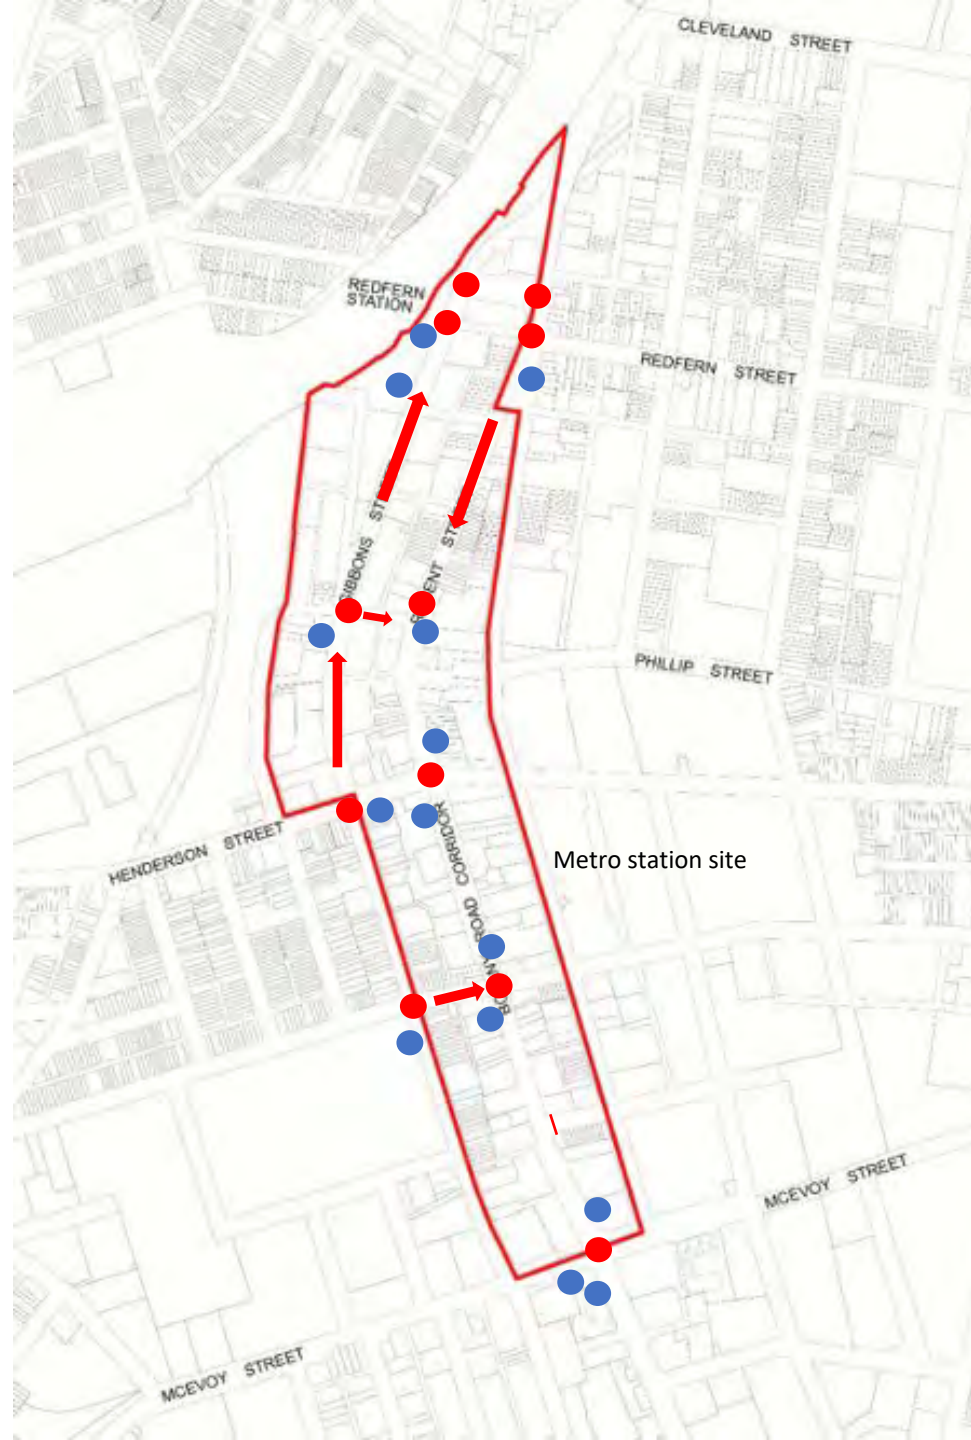 CLEVELAND STREET
REDFERN
STATION
REDFERN STREET
GIBBONS ST
ENT ST
PHILLIP STREET
HENDERSON STREET
Metro station site
ROAD CORRIDOR
MCEVOY STREET
MCEVOY STREET